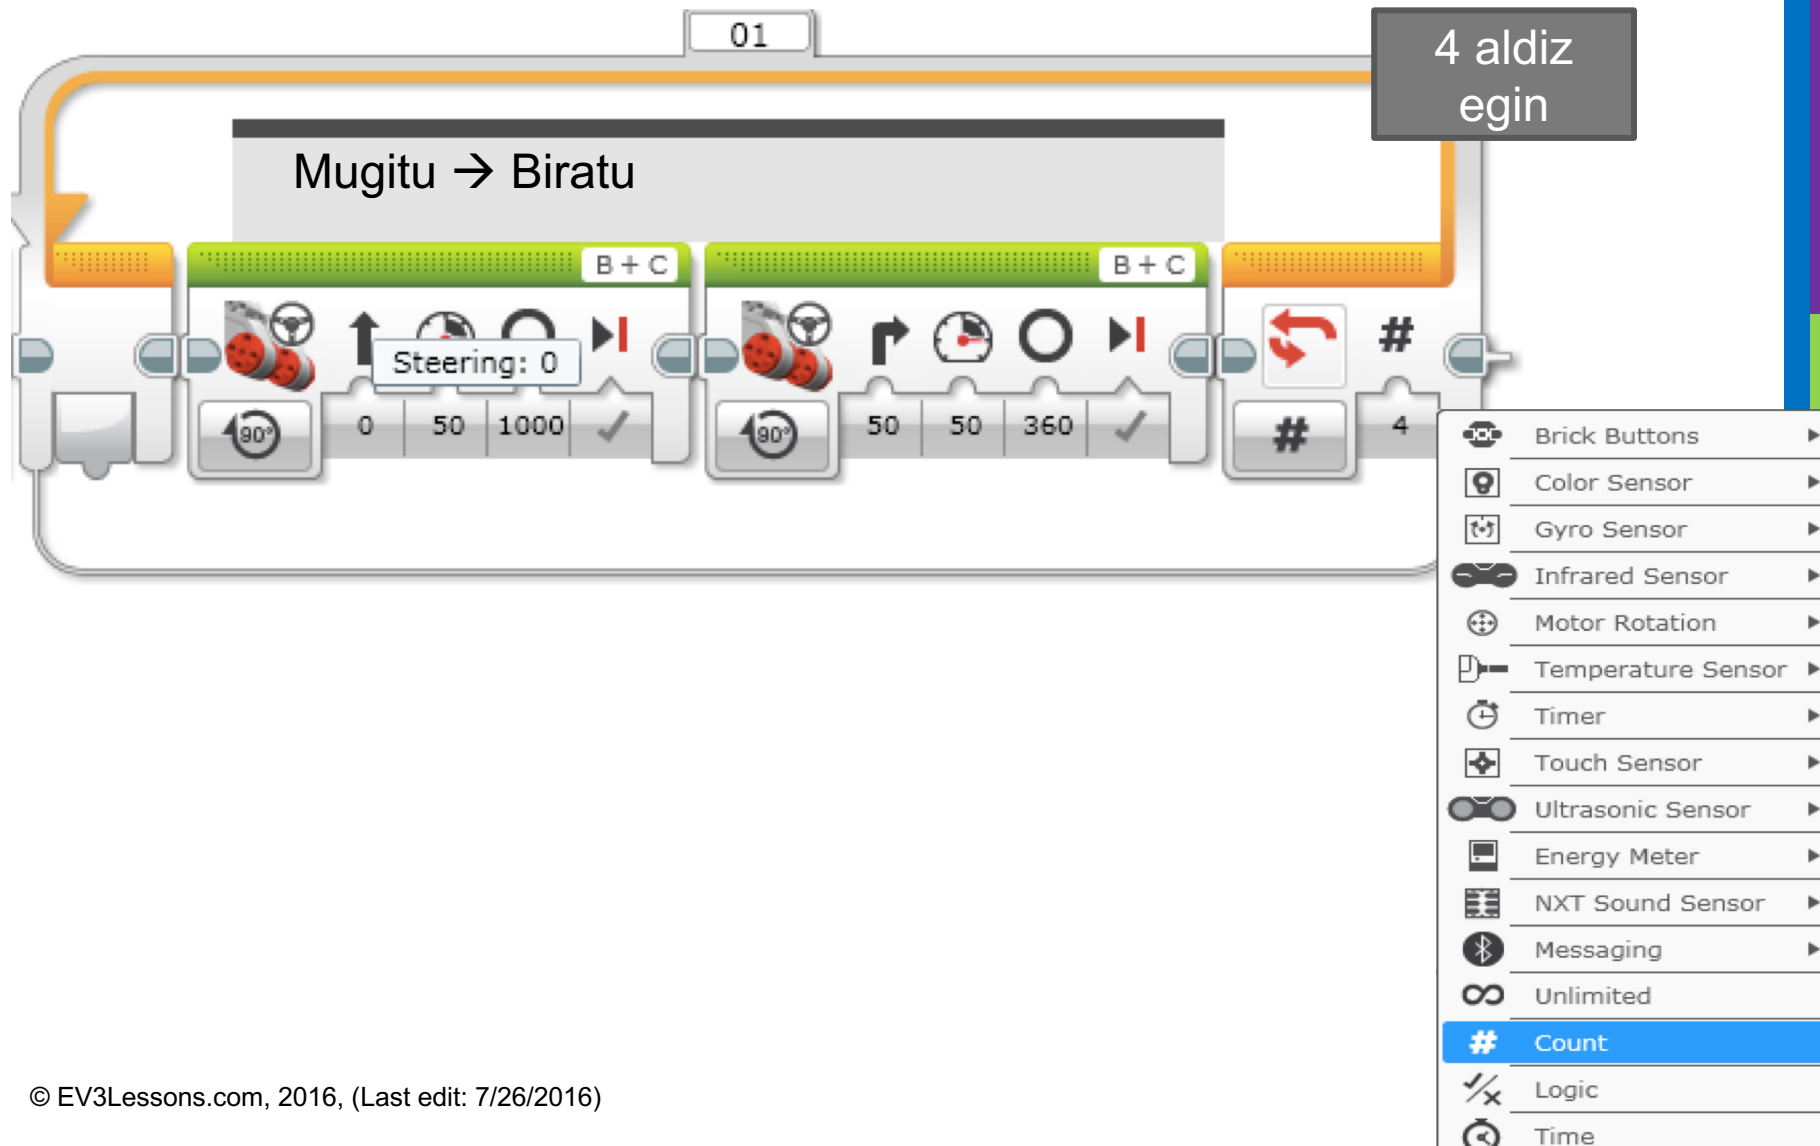 01
4 aldiz
egin
Mugitu → Biratu
B + C
B + C
Steering: 0
#
90°
0
50
1000
90°
50
50
360
#
4
Brick Buttons
Color Sensor
Gyro Sensor
Infrared Sensor
Motor Rotation
Temperature Sensor
Timer
Touch Sensor
Ultrasonic Sensor
Energy Meter
NXT Sound Sensor
Messaging
Unlimited
# Count
Logic
Time
© EV3Lessons.com, 2016, (Last edit: 7/26/2016)